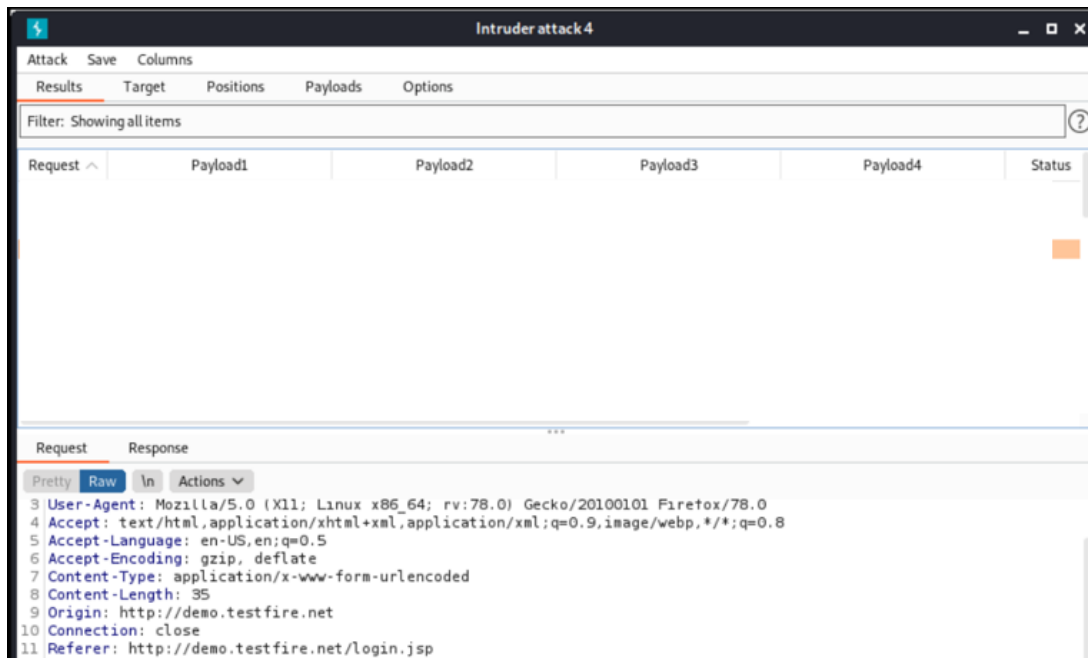 Intruder attack 4
Attack Save Columns
Results Target Positions Payloads Options
Filter: Showing all items
?
Request Payload1 Payload2 Payload3 Payload4 Status
Request Response
Pretty Raw \n Actions
3 User-Agent: Mozilla/5.0 (X11; Linux x86_64; rv:78.0) Gecko/20100101 Firefox/78.0
4 Accept: text/html,application/xhtml+xml,application/xml;q=0.9,image/webp,*/*;q=0.8
5 Accept-Language: en-US,en;q=0.5
6 Accept-Encoding: gzip, deflate
7 Content-Type: application/x-www-form-urlencoded
8 Content-Length: 35
9 Origin: http://demo.testfire.net
10 Connection: close
11 Referer: http://demo.testfire.net/login.jsp